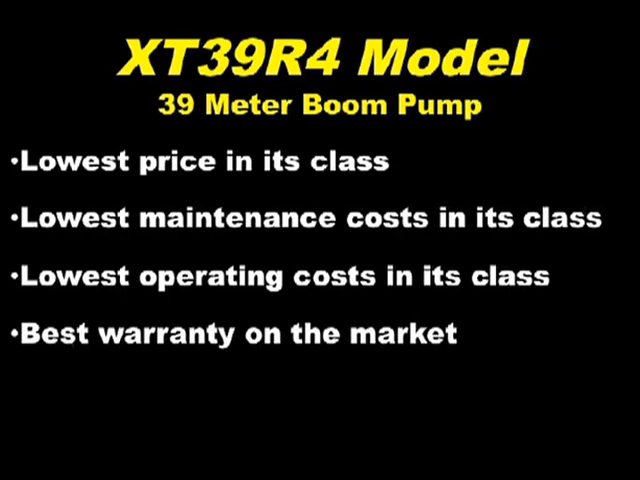 XT39R4 Model
39 Meter Boom Pump
•Lowest price in its class
•Lowest maintenance costs in its class
•Lowest operating costs in its class
•Best warranty on the market